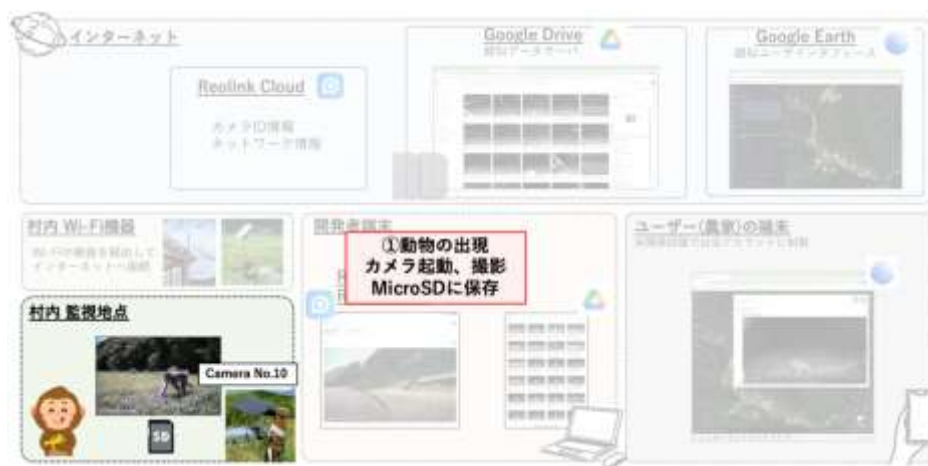 インターネット
Google Drive
Google Earth
Reolink Cloud
カメラID情報
ネットワーク情報
村内 Wi-Fi機器
開発者端末
ユーザー(農家)の端末
①動物の出現
カメラ起動、撮影
MicroSDに保存
村内 監視地点
Camera No.10
SD